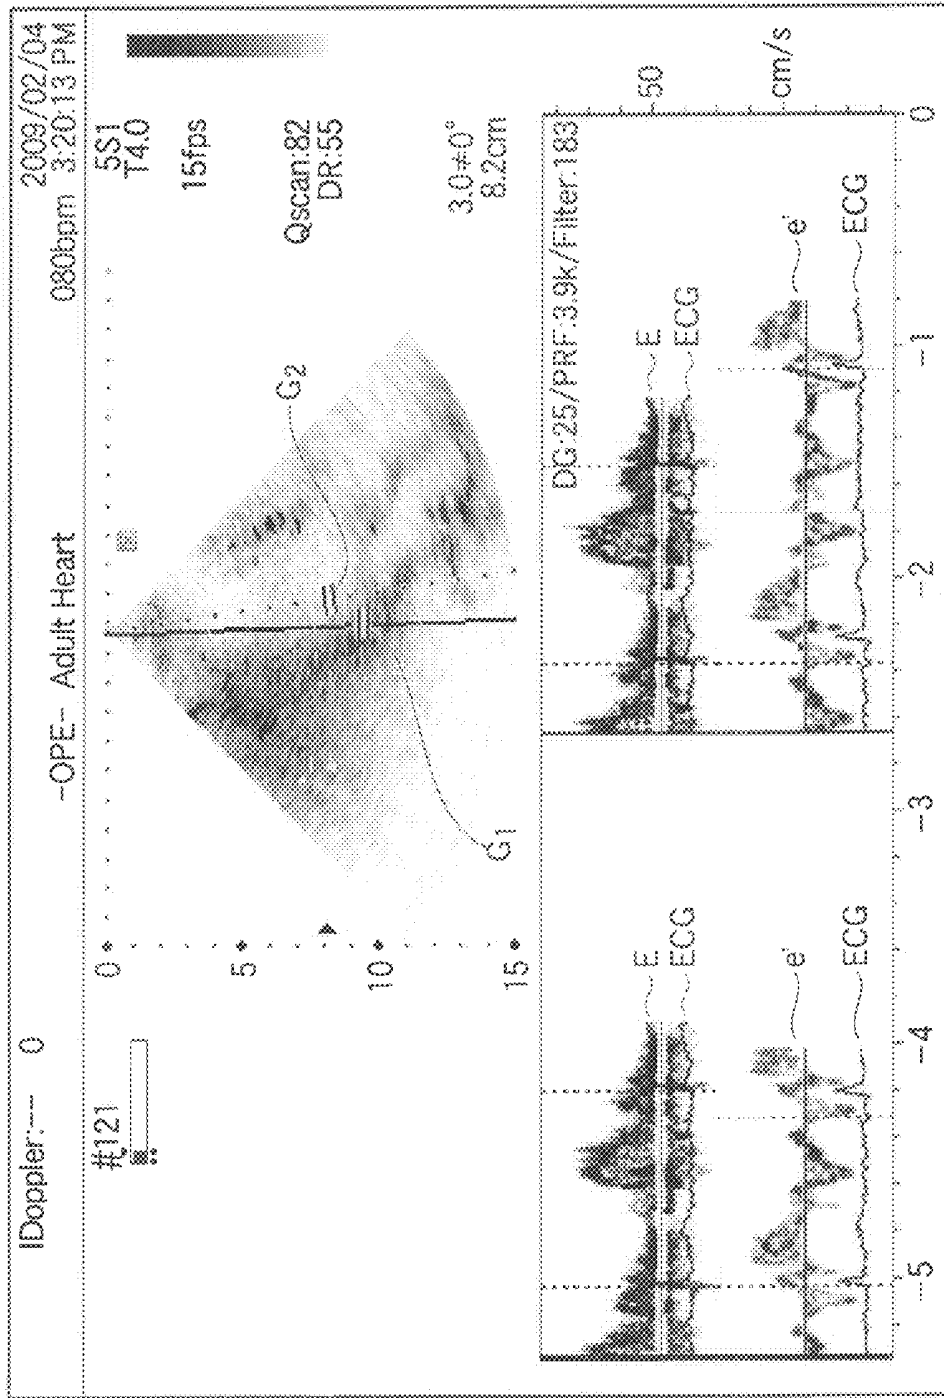 IDoppler:-- 0
-OPE- Adult Heart
2009/02/04
080bpm 3:20:13 PM
#121
5S1
T4.0
15fps
Qscan:82
DR:55
3.0≠0°
8.2cm
0
5
10
15
G1
G2
DG:25/PRF:3.9k/Filter:183
E
ECG
e'
ECG
E
ECG
e'
ECG
50
cm/s
-5
-4
-3
-2
-1
0